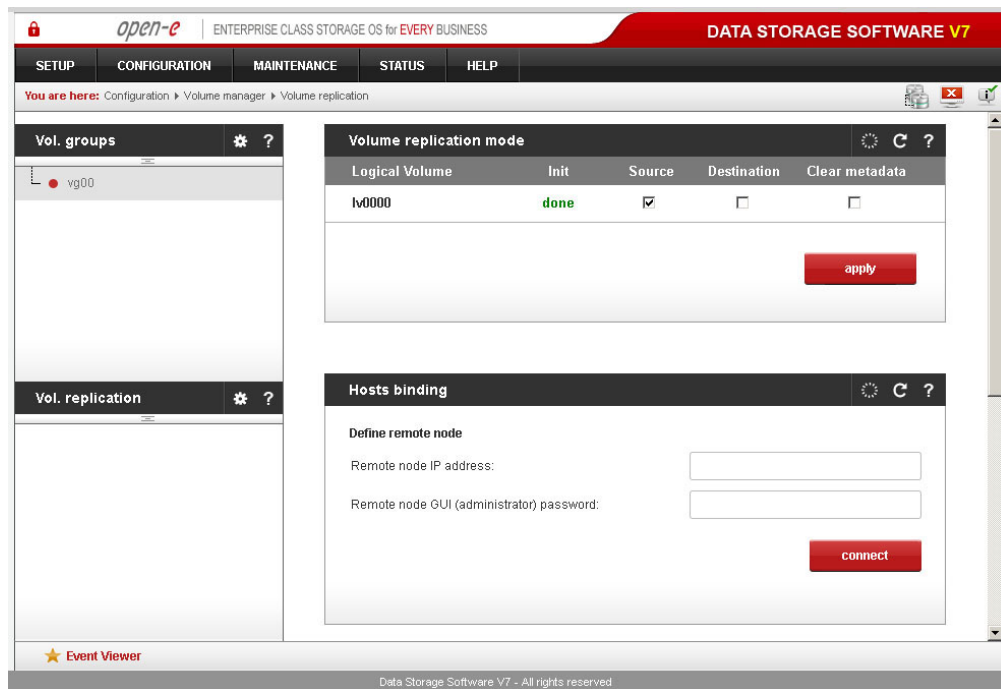 open-e ENTERPRISE CLASS STORAGE OS for EVERY BUSINESS DATA STORAGE SOFTWARE V7
SETUP CONFIGURATION MAINTENANCE STATUS HELP
You are here: Configuration ▸ Volume manager ▸ Volume replication
Vol. groups ?
vg00
Volume replication mode ?
Logical Volume Init Source Destination Clear metadata
lv0000 done
apply
Vol. replication ?
Hosts binding ?
Define remote node
Remote node IP address:
Remote node GUI (administrator) password:
connect
Event Viewer
Data Storage Software V7 - All rights reserved